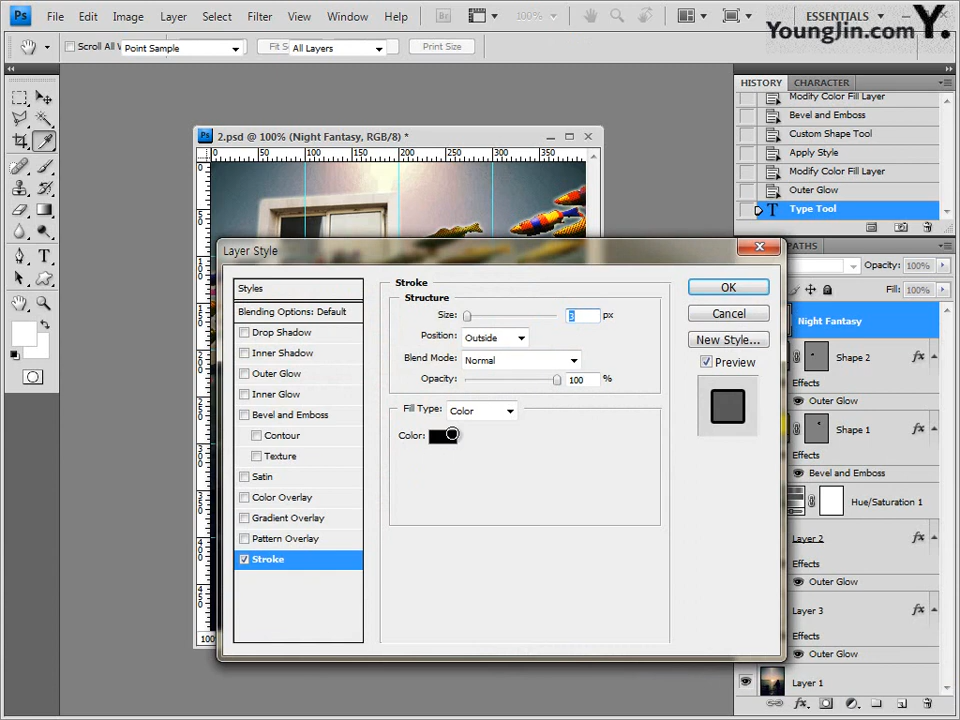 Ps File Edit Image Layer Select Filter View Window Help Br 100% ESSENTIALS
YoungJin.com Y.
Scroll All W Point Sample Fit S All Layers Print Size
HISTORY CHARACTER
Modify Color Fill Layer
Bevel and Emboss
Custom Shape Tool
Apply Style
Modify Color Fill Layer
Outer Glow
T Type Tool
Ps 2.psd @ 100% (Night Fantasy, RGB/8) *
0 50 100 150 200 250 300 350
Layer Style
PATHS
Opacity: 100%
Fill: 100%
Styles
Blending Options: Default
Drop Shadow
Inner Shadow
Outer Glow
Inner Glow
Bevel and Emboss
Contour
Texture
Satin
Color Overlay
Gradient Overlay
Pattern Overlay
Stroke
Stroke
Structure
Size: 3 px
Position: Outside
Blend Mode: Normal
Opacity: 100 %
Fill Type: Color
Color:
OK
Cancel
New Style...
Preview
Night Fantasy
Shape 2 fx
Effects
Outer Glow
Shape 1 fx
Effects
Bevel and Emboss
Hue/Saturation 1
Layer 2 fx
Effects
Outer Glow
Layer 3 fx
Effects
Outer Glow
Layer 1